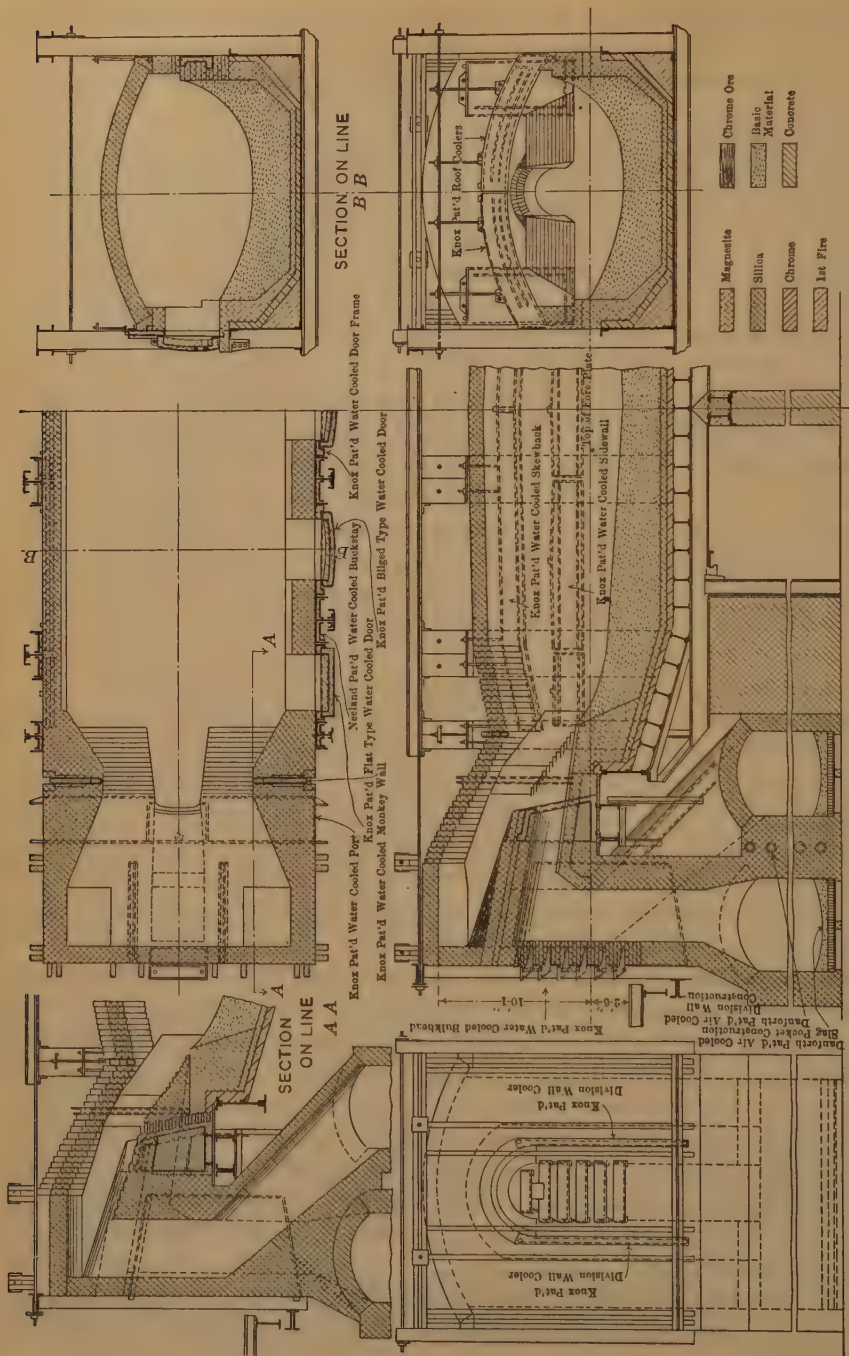 SECTION ON LINE
B B
Knox Pat'd Roof Coolers
Magnesite
Silica
Chrome
1st Fire
Chrome Ore
Basic
Material
Concrete
B
B
A
A
Knox Pat'd Water Cooled Door Frame
Neeland Pat'd Water Cooled Buckstay
Knox Pat'd Bilged Type Water Cooled Door
Knox Pat'd Flat Type Water Cooled Door
Knox Pat'd Water Cooled Port
Knox Pat'd Water Cooled Monkey Wall
Knox Pat'd Water Cooled Skewback
Top of Fore Plate
Knox Pat'd Water Cooled Sidewall
SECTION
ON LINE
A A
10-1"
2-6"
Knox Pat'd Water Cooled Bulkhead
Danforth Pat'd Air Cooled
Division Wall
Construction
Danforth Pat'd Air Cooled
Slag Pocket Construction
Knox Pat'd
Division Wall Cooler
Knox Pat'd
Division Wall Cooler